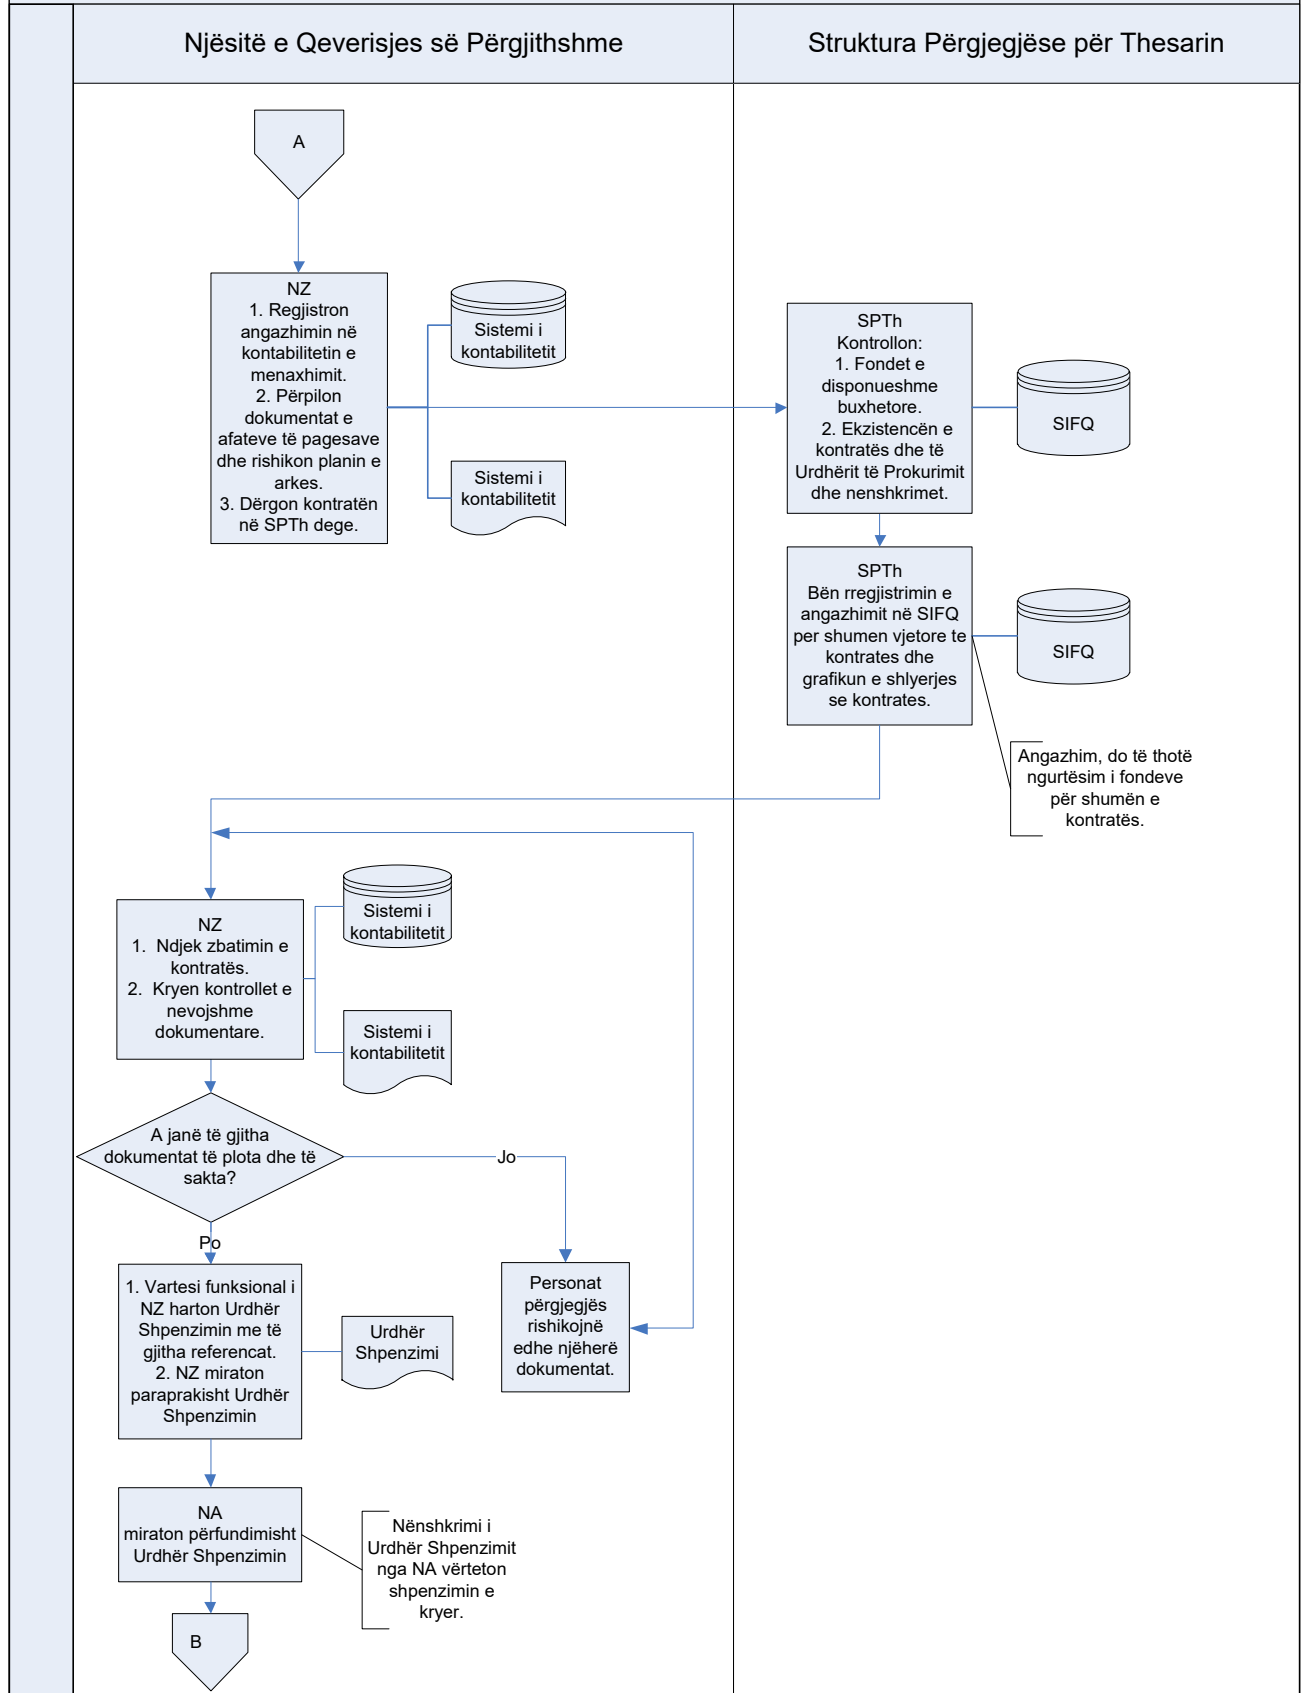 Njësitë e Qeverisjes së Përgjithshme
Struktura Përgjegjëse për Thesarin
A
NZ
1. Regjistron
angazhimin në
kontabilitetin e
menaxhimit.
2. Përpilon
dokumentat e
afateve të pagesave
dhe rishikon planin e
arkes.
3. Dërgon kontratën
në SPTh dege.
Sistemi i
kontabilitetit
Sistemi i
kontabilitetit
SPTh
Kontrollon:
1. Fondet e
disponueshme
buxhetore.
2. Ekzistencën e
kontratës dhe të
Urdhërit të Prokurimit
dhe nenshkrimet.
SIFQ
SPTh
Bën rregjistrimin e
angazhimit në SIFQ
per shumen vjetore te
kontrates dhe
grafikun e shlyerjes
se kontrates.
SIFQ
Angazhim, do të thotë
ngurtësim i fondeve
për shumën e
kontratës.
NZ
1. Ndjek zbatimin e
kontratës.
2. Kryen kontrollet e
nevojshme
dokumentare.
Sistemi i
kontabilitetit
Sistemi i
kontabilitetit
A janë të gjitha
dokumentat të plota dhe të
sakta?
Jo
Po
1. Vartesi funksional i
NZ harton Urdhër
Shpenzimin me të
gjitha referencat.
2. NZ miraton
paraprakisht Urdhër
Shpenzimin
Urdhër
Shpenzimi
Personat
përgjegjës
rishikojnë
edhe njëherë
dokumentat.
NA
miraton përfundimisht
Urdhër Shpenzimin
Nënshkrimi i
Urdhër Shpenzimit
nga NA vërteton
shpenzimin e
kryer.
B